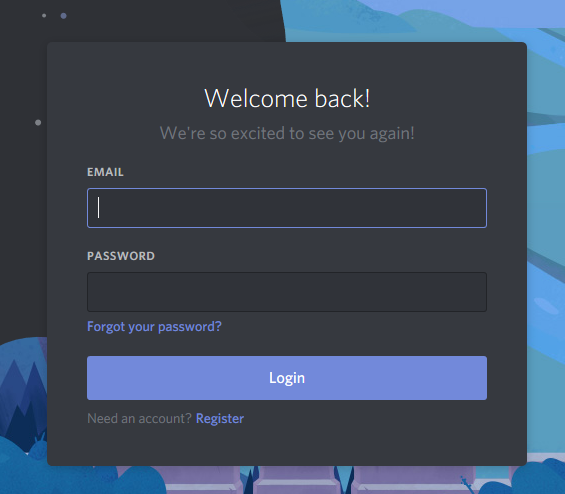 Welcome back!
We're so excited to see you again!
EMAIL
PASSWORD
Forgot your password?
Login
Need an account? Register